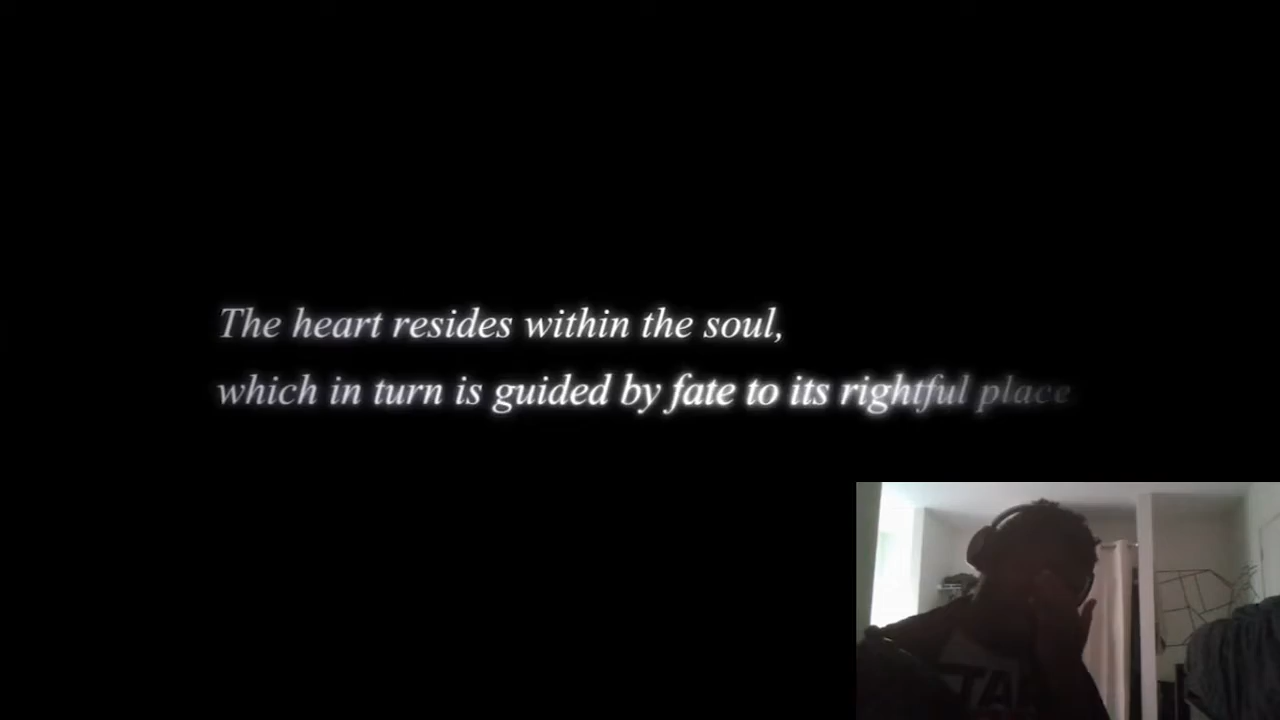 The heart resides within the soul,
which in turn is guided by fate to its rightful place